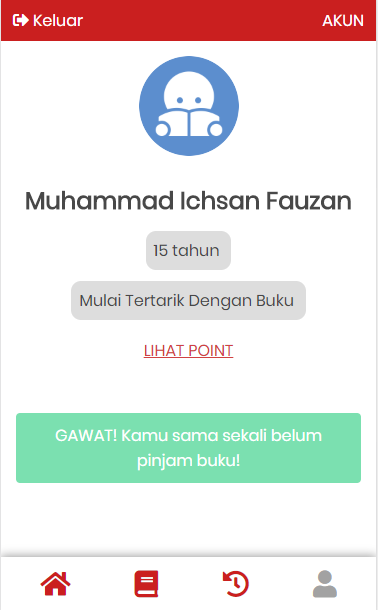 Keluar
AKUN
Muhammad Ichsan Fauzan
15 tahun
Mulai Tertarik Dengan Buku
LIHAT POINT
GAWAT! Kamu sama sekali belum
pinjam buku!